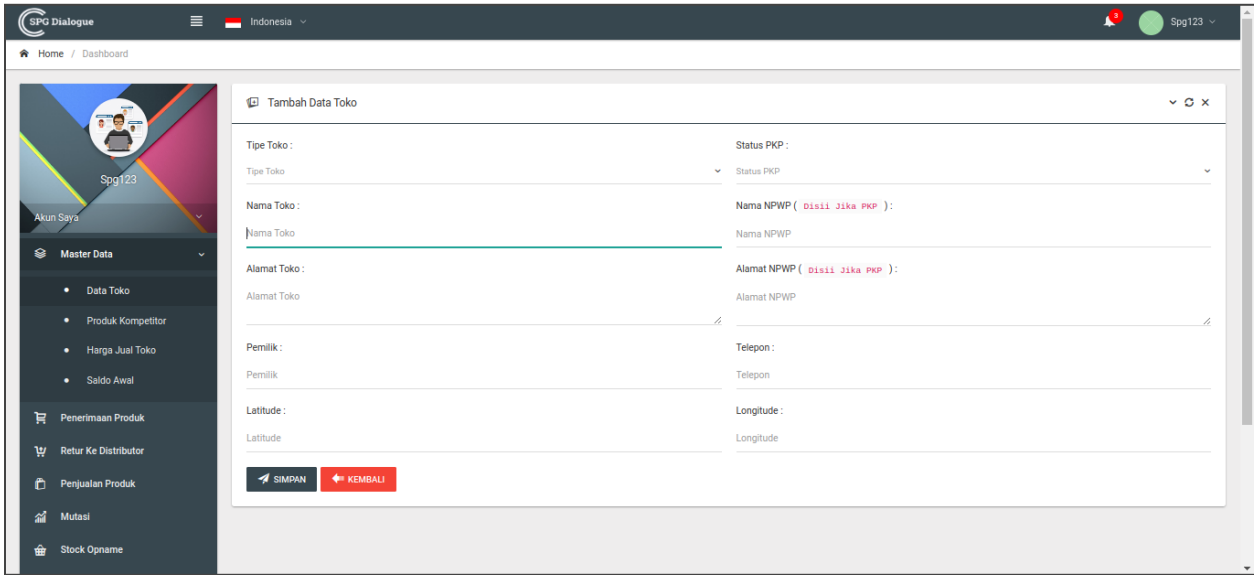 SPG Dialogue
Indonesia
3
Spg123
Home / Dashboard
Spg123
Akun Saya
Master Data
Data Toko
Produk Kompetitor
Harga Jual Toko
Saldo Awal
Penerimaan Produk
Retur Ke Distributor
Penjualan Produk
Mutasi
Stock Opname
Tambah Data Toko
Tipe Toko :
Tipe Toko
Status PKP :
Status PKP
Nama Toko :
Nama Toko
Nama NPWP ( Disii Jika PKP ) :
Nama NPWP
Alamat Toko :
Alamat Toko
Alamat NPWP ( Disii Jika PKP ) :
Alamat NPWP
Pemilik :
Pemilik
Telepon :
Telepon
Latitude :
Latitude
Longitude :
Longitude
SIMPAN
KEMBALI